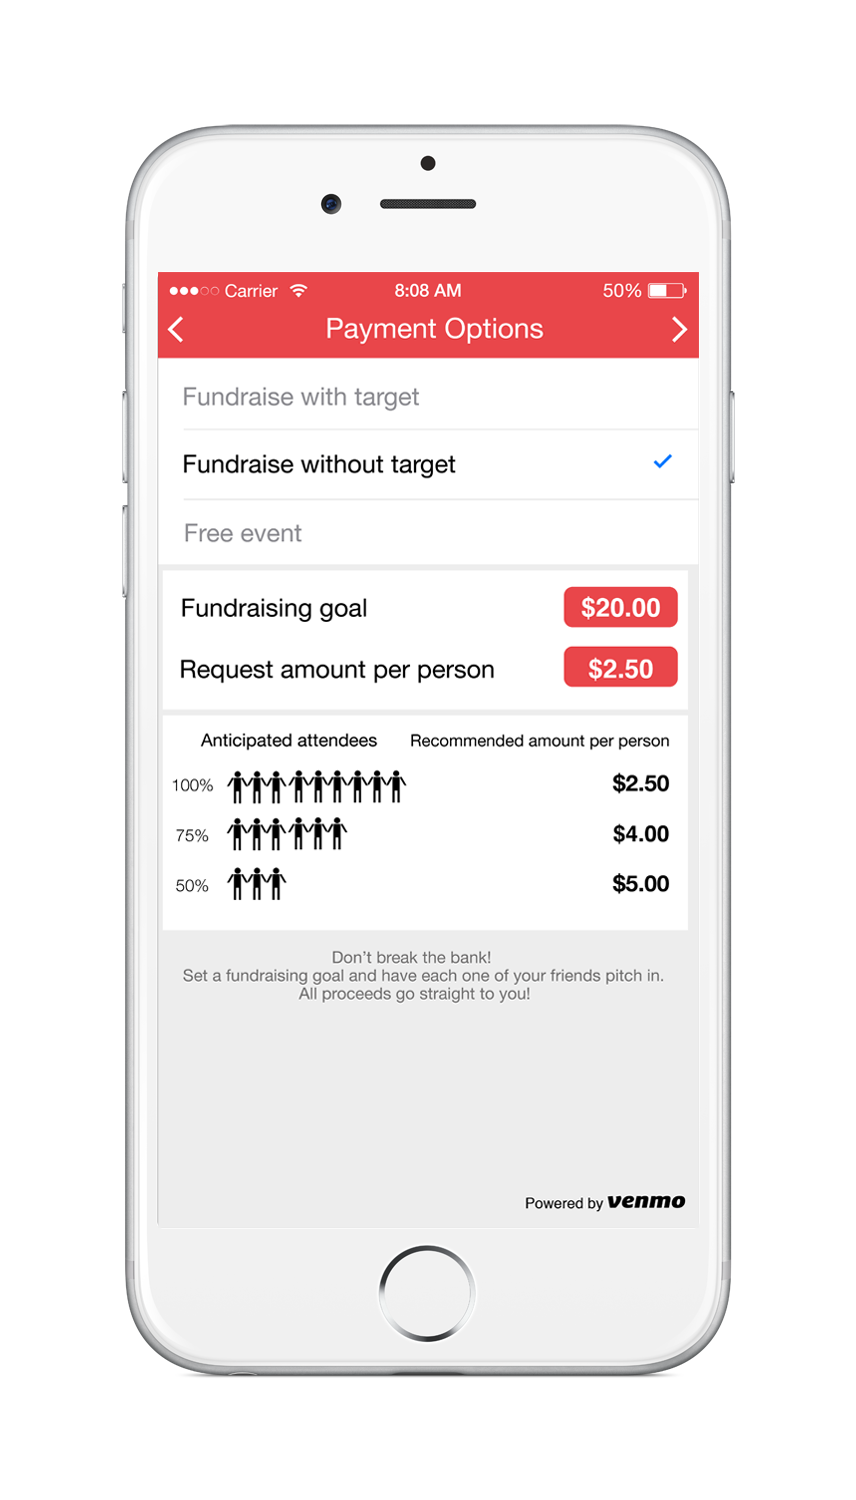 Carrier 8:08 AM 50%
Payment Options
Fundraise with target
Fundraise without target
Free event
Fundraising goal $20.00
Request amount per person $2.50
Anticipated attendees Recommended amount per person
100% $2.50
75% $4.00
50% $5.00
Don't break the bank!
Set a fundraising goal and have each one of your friends pitch in.
All proceeds go straight to you!
Powered by venmo